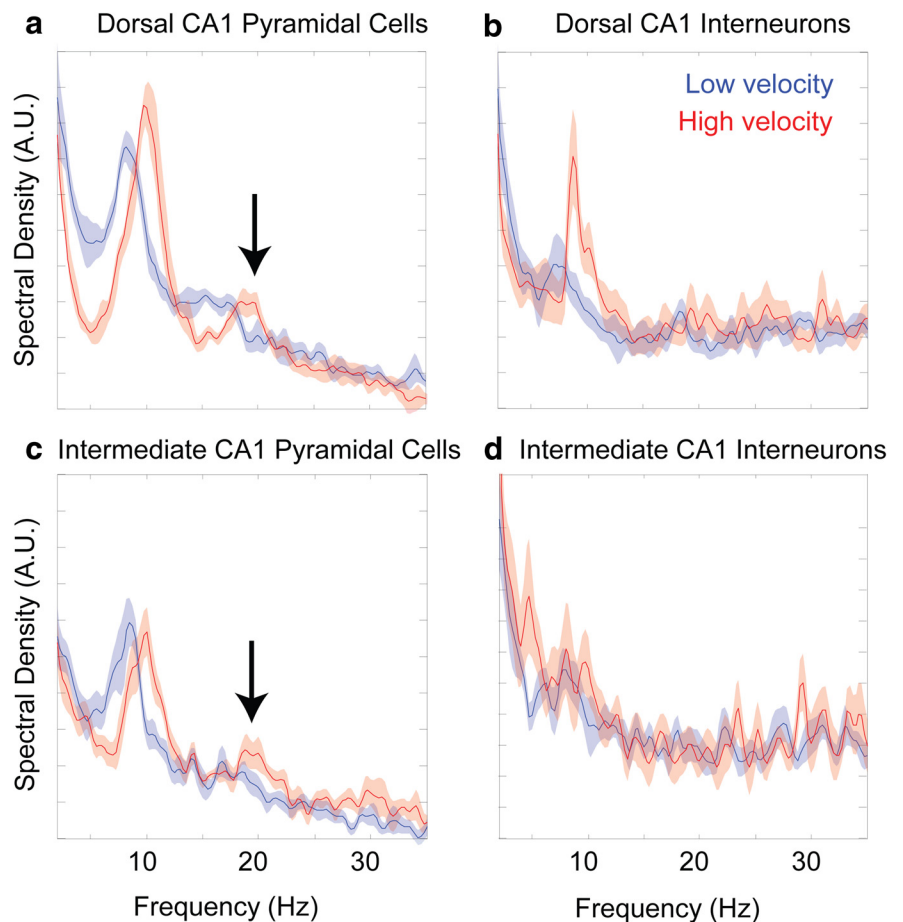 a Dorsal CA1 Pyramidal Cells
b Dorsal CA1 Interneurons
Spectral Density (A.U.)
Low velocity
High velocity
c Intermediate CA1 Pyramidal Cells
d Intermediate CA1 Interneurons
Spectral Density (A.U.)
10 20 30
10 20 30
Frequency (Hz)
Frequency (Hz)